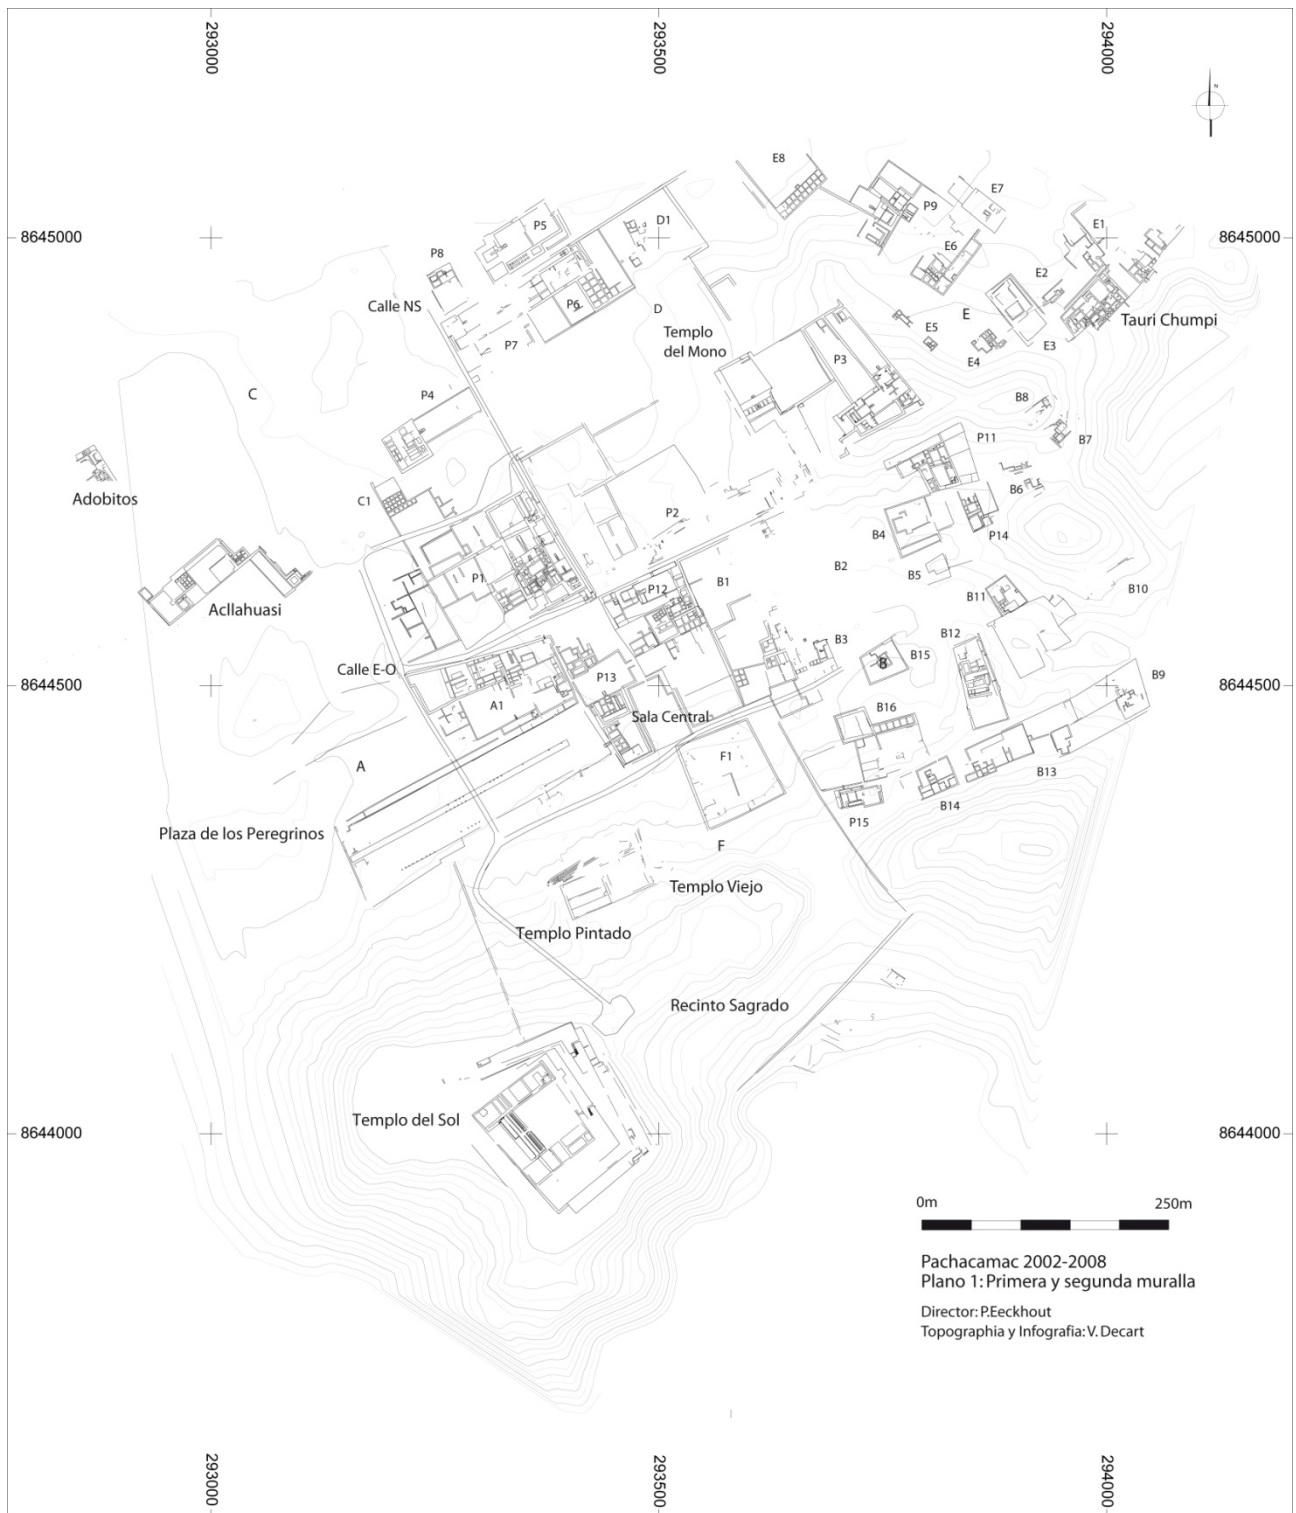 293000
293500
294000
N
E8
E7
P9
D1
P5
E1
8645000
8645000
E6
P8
E2
Calle NS
P6
D
E
Tauri Chumpi
Templo
del Mono
E5
P7
E3
P3
E4
C
P4
B8
P11
B7
Adobitos
C1
B6
P2
B4
P14
B2
B5
P1
B1
P12
B10
B11
Acllahuasi
B3
B12
B15
Calle E-O
B9
P13
8644500
8644500
A1
Sala Central
B16
F1
A
B13
B14
Plaza de los Peregrinos
P15
F
Templo Viejo
Templo Pintado
Recinto Sagrado
Templo del Sol
8644000
8644000
0m
250m
Pachacamac 2002-2008
Plano 1: Primera y segunda muralla
Director: P.Eeckhout
Topographia y Infografia: V. Decart
293000
293500
294000